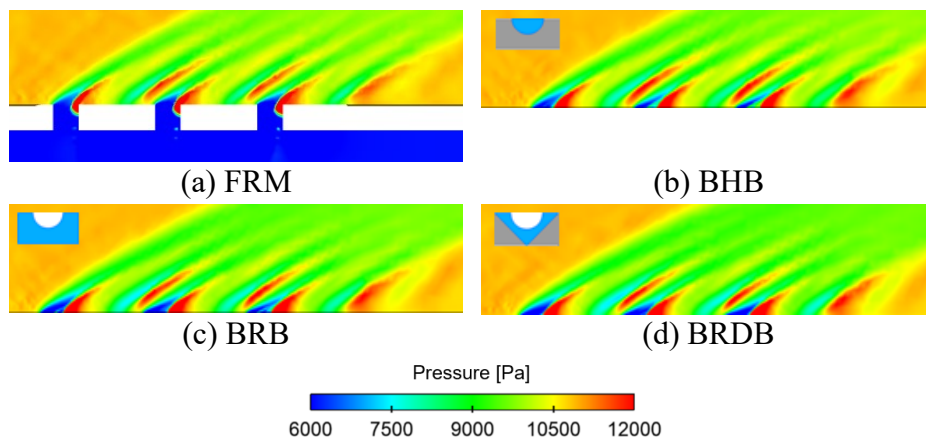 (a) FRM
(b) BHB
(c) BRB
(d) BRDB
Pressure [Pa]
6000 7500 9000 10500 12000